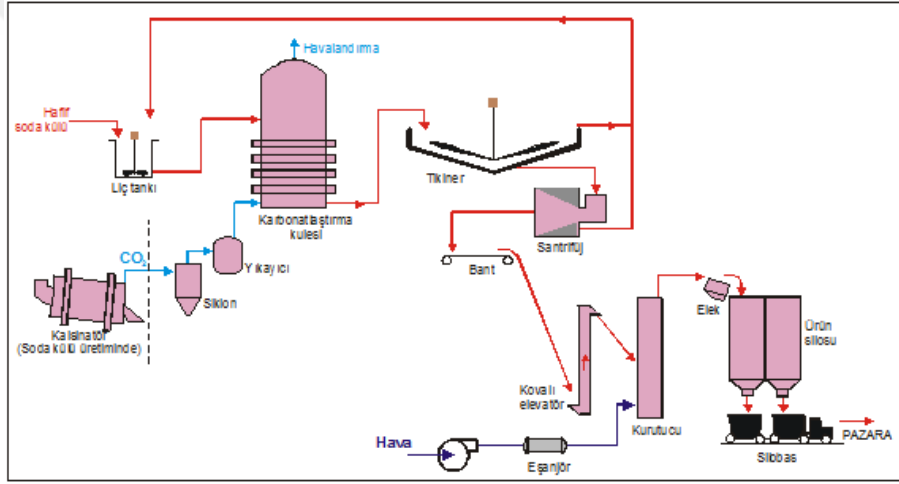 Havalandırma
Hafif
soda külü
Liç tankı
Tikiner
Karbonatlaştırma
kulesi
Santrifüj
CO₂
Yıkayıcı
Bant
Siklon
Kalsinatör
(Soda külü üretiminde)
Elek
Ürün
silosu
Kovalı
elevatör
Kurutucu
PAZARA
Hava
Eşanjör
Silobas